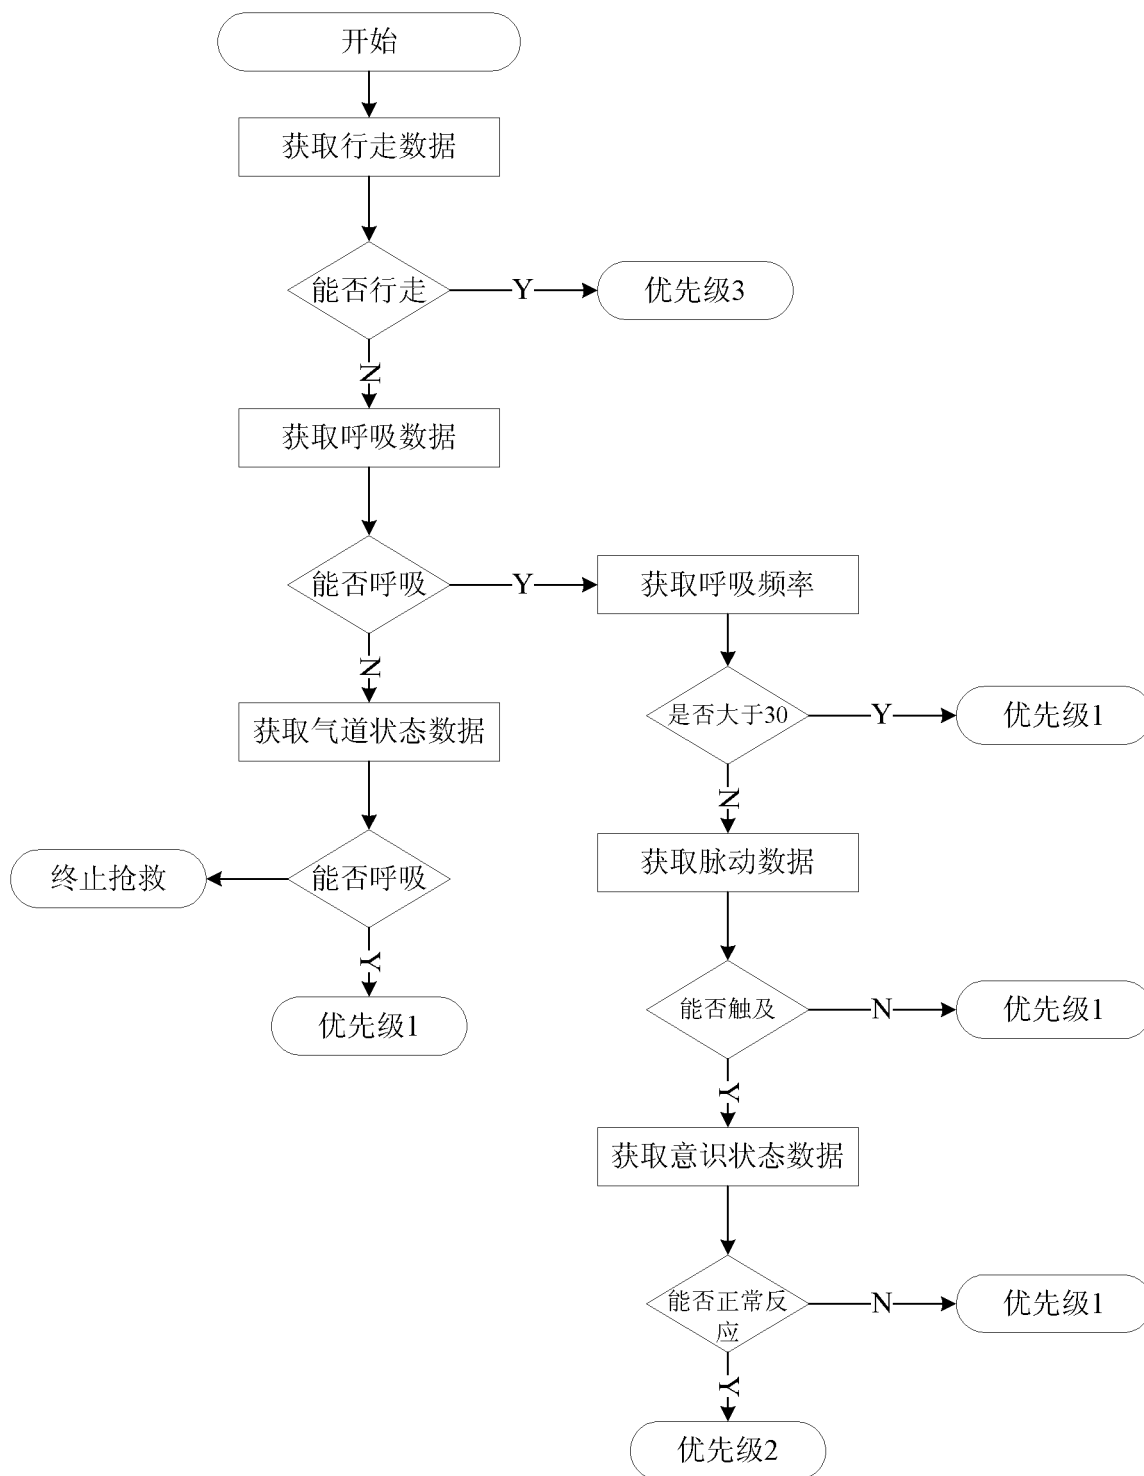 开始
获取行走数据
能否行走
Y
优先级3
N
获取呼吸数据
能否呼吸
Y
获取呼吸频率
N
是否大于30
Y
优先级1
获取气道状态数据
N
获取脉动数据
终止抢救
能否呼吸
Y
优先级1
能否触及
N
优先级1
Y
获取意识状态数据
能否正常反
应
N
优先级1
Y
优先级2